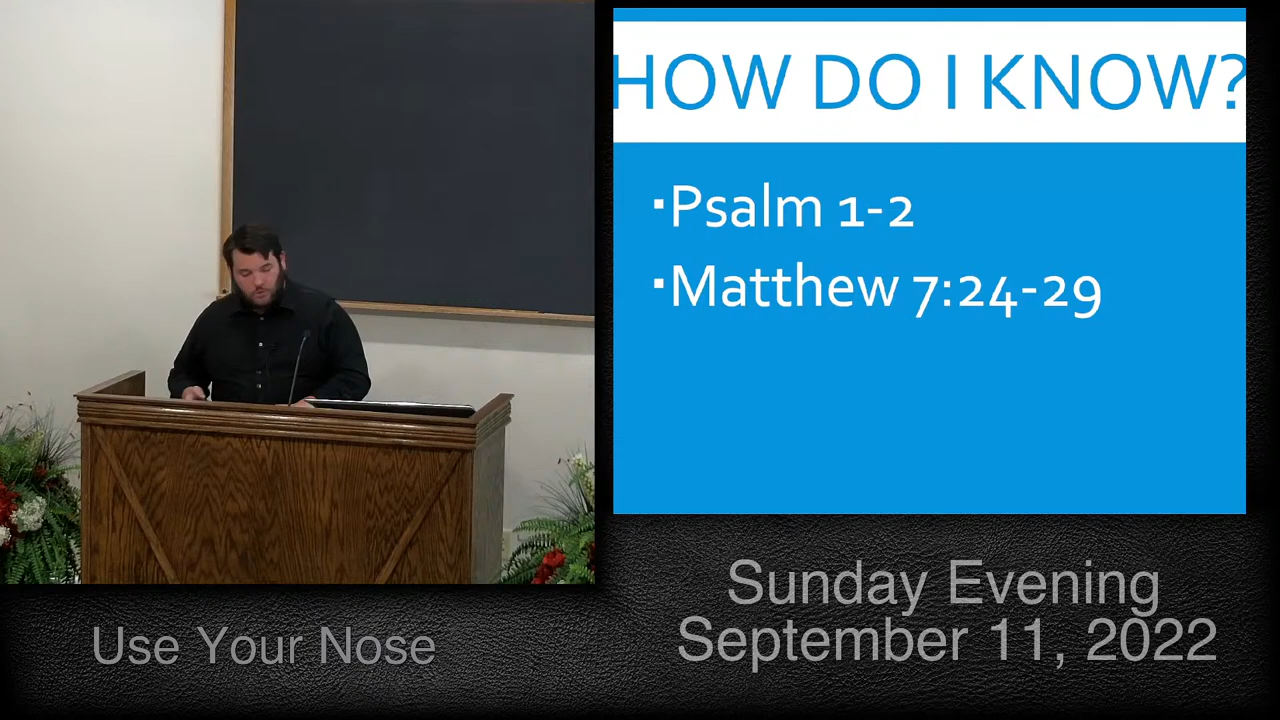 HOW DO I KNOW?
▪Psalm 1-2
▪Matthew 7:24-29
Sunday Evening
September 11, 2022
Use Your Nose